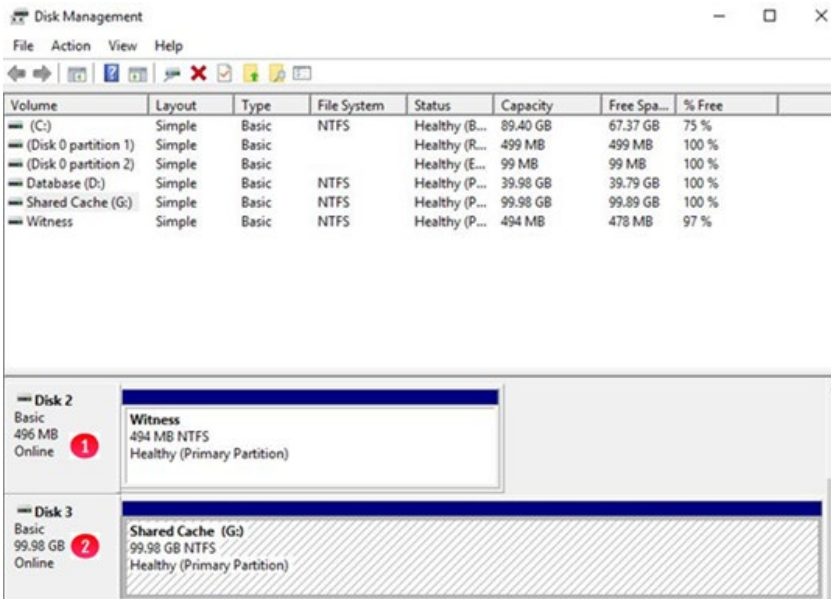 Disk Management
File Action View Help
Volume Layout Type File System Status Capacity Free Spa... % Free
(C:) Simple Basic NTFS Healthy (B... 89.40 GB 67.37 GB 75 %
(Disk 0 partition 1) Simple Basic Healthy (R... 499 MB 499 MB 100 %
(Disk 0 partition 2) Simple Basic Healthy (E... 99 MB 99 MB 100 %
Database (D:) Simple Basic NTFS Healthy (P... 39.98 GB 39.79 GB 100 %
Shared Cache (G:) Simple Basic NTFS Healthy (P... 99.98 GB 99.89 GB 100 %
Witness Simple Basic NTFS Healthy (P... 494 MB 478 MB 97 %
Disk 2
Basic
496 MB
Online
1
Witness
494 MB NTFS
Healthy (Primary Partition)
Disk 3
Basic
99.98 GB
Online
2
Shared Cache (G:)
99.98 GB NTFS
Healthy (Primary Partition)